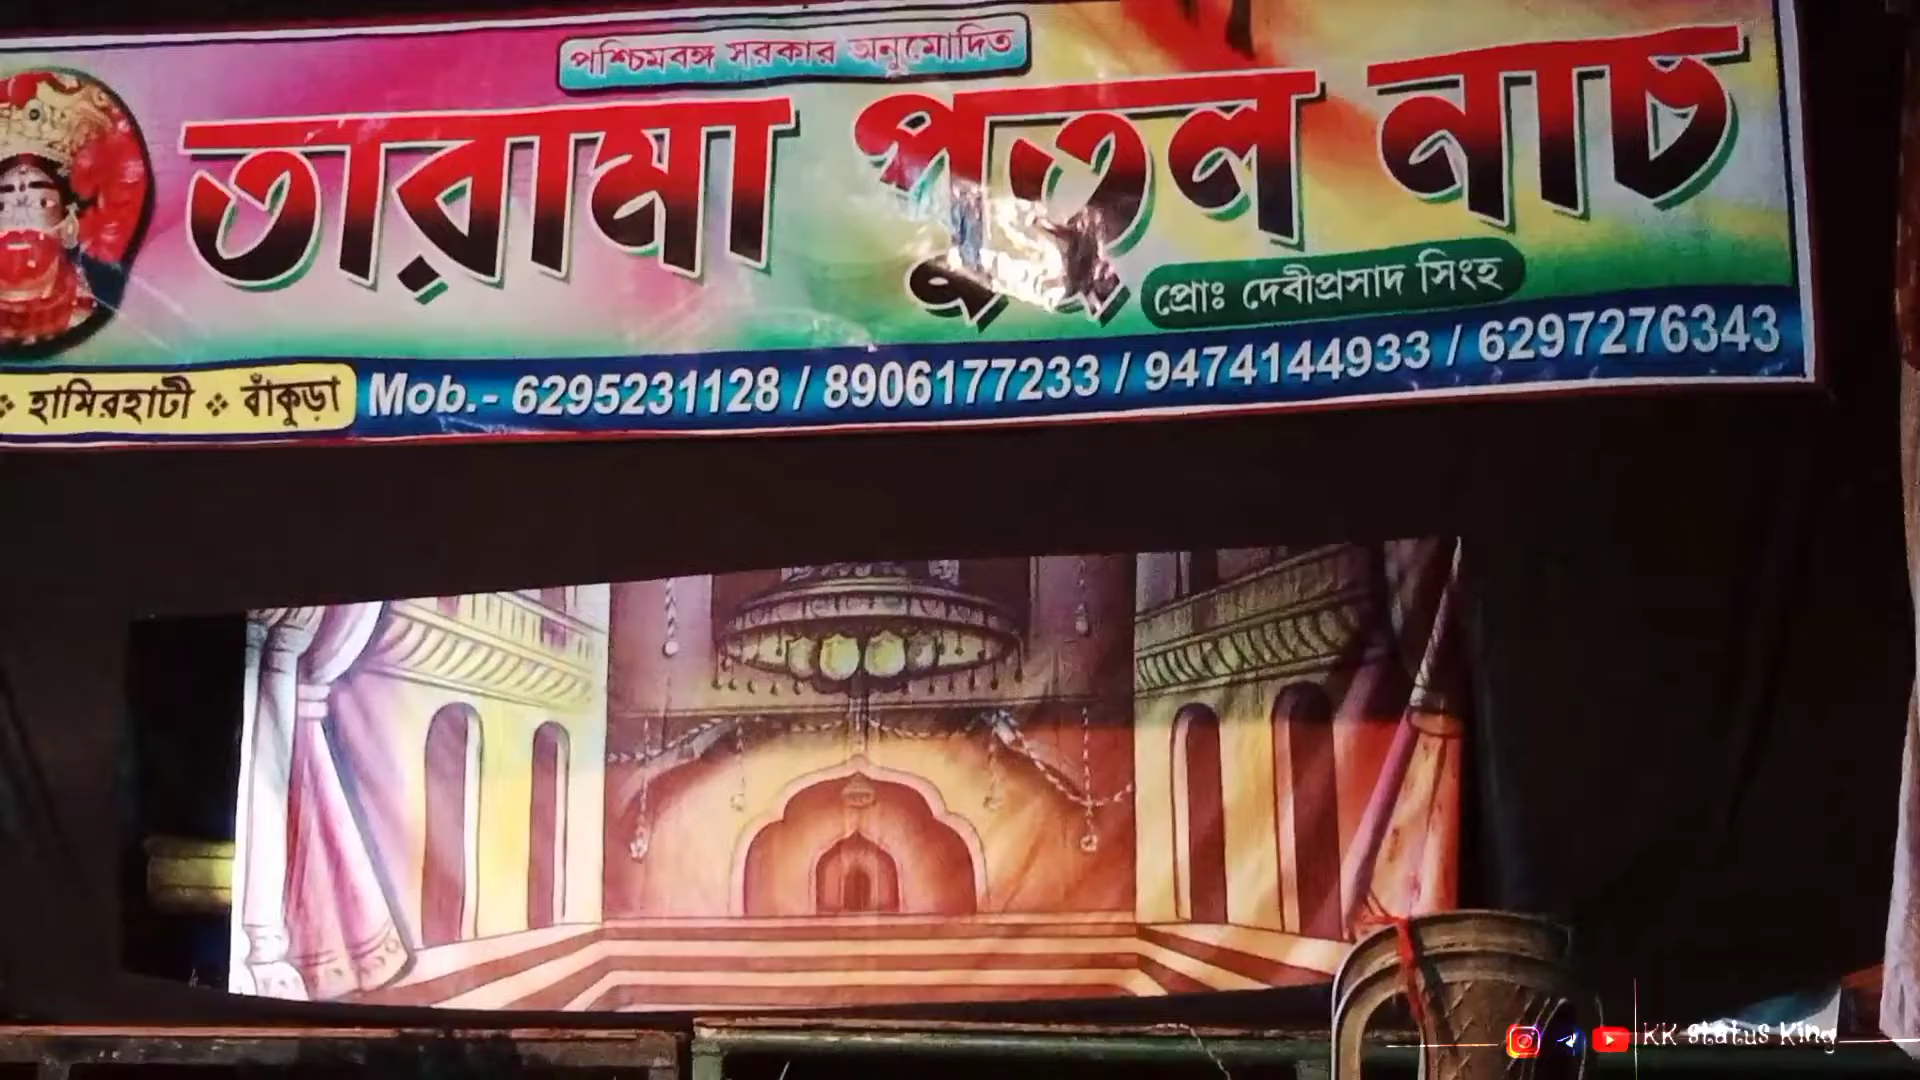 পশ্চিমবঙ্গ সরকার অনুমোদিত
তারামা পুতুল নাচ
প্রোঃ দেবীপ্রসাদ সিংহ
হামিরহাটী ❖ বাঁকুড়া Mob.- 6295231128 / 8906177233 / 9474144933 / 6297276343
KK Status King